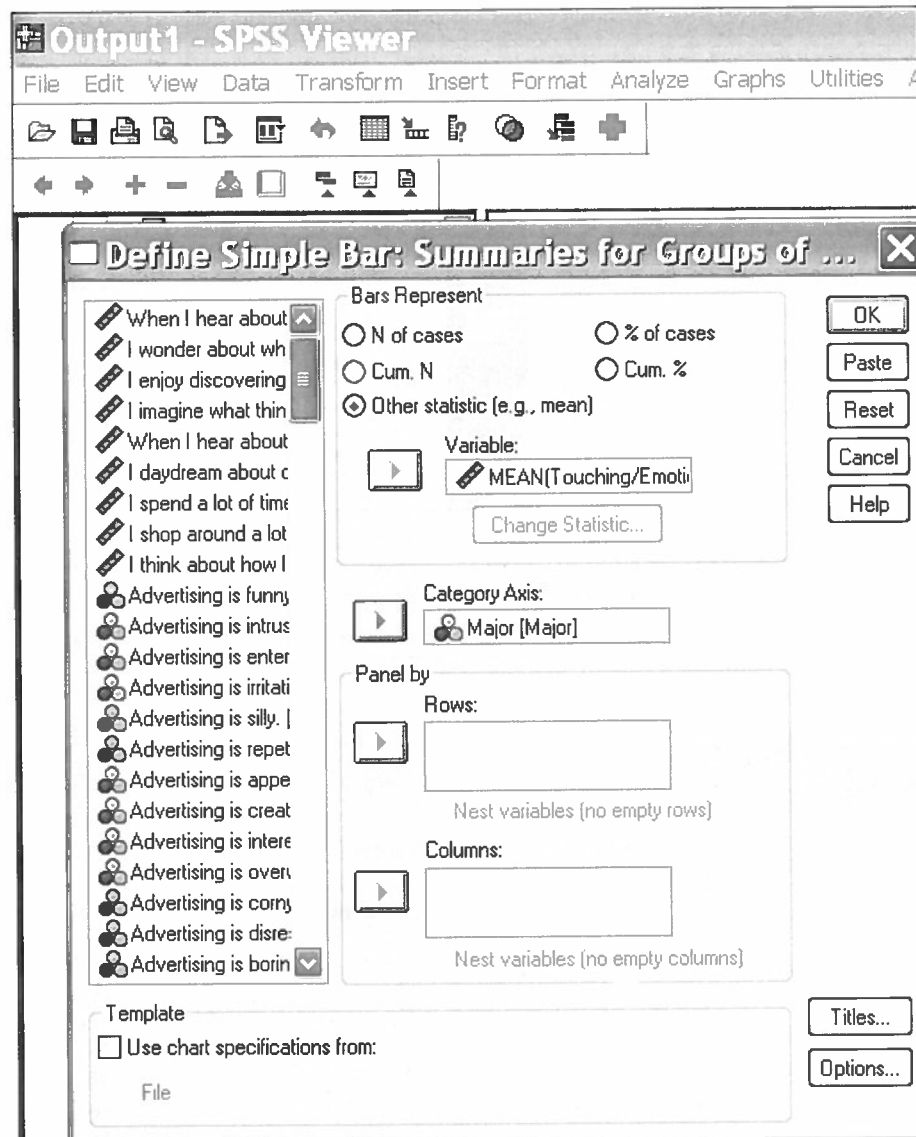 Output1 - SPSS Viewer
File Edit View Data Transform Insert Format Analyze Graphs Utilities
Define Simple Bar: Summaries for Groups of ...
When I hear about
I wonder about wh
I enjoy discovering
I imagine what thin
When I hear about
I daydream about c
I spend a lot of time
I shop around a lot
I think about how I
Advertising is funny
Advertising is intrus
Advertising is enter
Advertising is irritati
Advertising is silly. [
Advertising is repet
Advertising is appe
Advertising is creat
Advertising is intere
Advertising is over
Advertising is corny
Advertising is disre
Advertising is borin
Bars Represent
N of cases
% of cases
Cum. N
Cum. %
Other statistic (e.g., mean)
Variable:
MEAN(Touching/Emoti
Change Statistic...
Category Axis:
Major [Major]
Panel by
Rows:
Nest variables (no empty rows)
Columns:
Nest variables (no empty columns)
OK
Paste
Reset
Cancel
Help
Template
Use chart specifications from:
File
Titles...
Options...